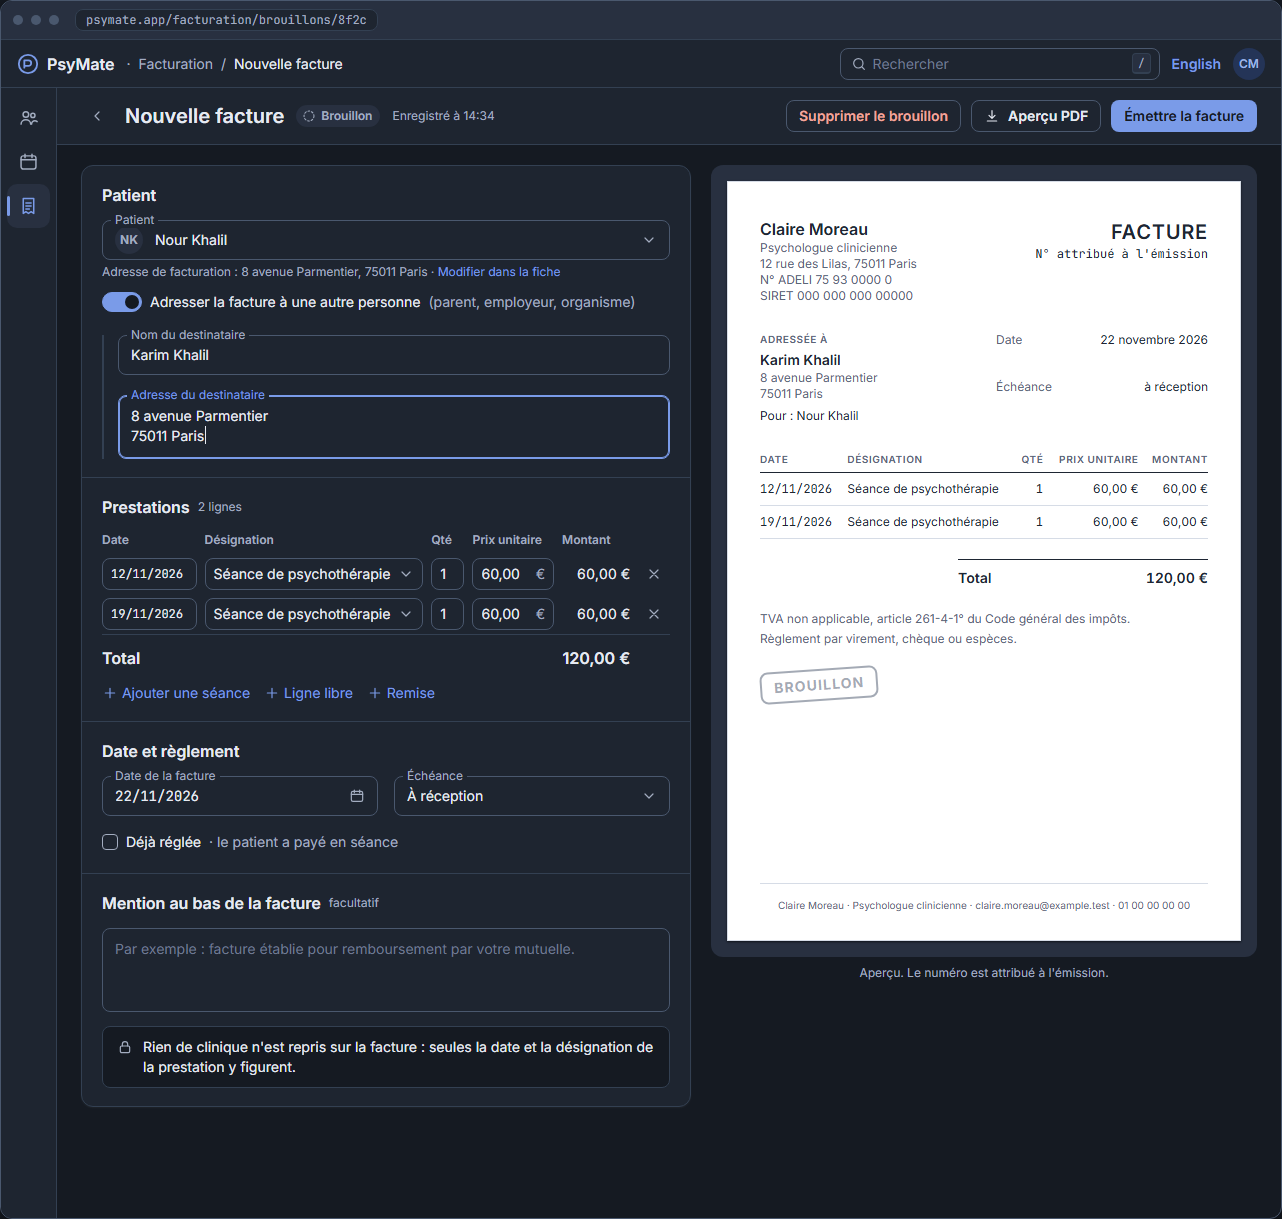 psymate.app/facturation/brouillons/8f2c
PsyMate · Facturation / Nouvelle facture
Rechercher /
English
CM
Nouvelle facture
Brouillon
Enregistré à 14:34
Supprimer le brouillon
Aperçu PDF
Émettre la facture
Patient
Patient
NK Nour Khalil
Adresse de facturation : 8 avenue Parmentier, 75011 Paris · Modifier dans la fiche
Adresser la facture à une autre personne (parent, employeur, organisme)
Nom du destinataire
Karim Khalil
Adresse du destinataire
8 avenue Parmentier
75011 Paris
Prestations 2 lignes
Date Désignation Qté Prix unitaire Montant
12/11/2026 Séance de psychothérapie 1 60,00 € 60,00 €
19/11/2026 Séance de psychothérapie 1 60,00 € 60,00 €
Total 120,00 €
Ajouter une séance
Ligne libre
Remise
Date et règlement
Date de la facture
22/11/2026
Échéance
À réception
Déjà réglée · le patient a payé en séance
Mention au bas de la facture facultatif
Par exemple : facture établie pour remboursement par votre mutuelle.
Rien de clinique n'est repris sur la facture : seules la date et la désignation de
la prestation y figurent.
Claire Moreau
Psychologue clinicienne
12 rue des Lilas, 75011 Paris
N° ADELI 75 93 0000 0
SIRET 000 000 000 00000
FACTURE
N° attribué à l'émission
ADRESSÉE À
Karim Khalil
8 avenue Parmentier
75011 Paris
Pour : Nour Khalil
Date 22 novembre 2026
Échéance à réception
DATE DÉSIGNATION QTÉ PRIX UNITAIRE MONTANT
12/11/2026 Séance de psychothérapie 1 60,00 € 60,00 €
19/11/2026 Séance de psychothérapie 1 60,00 € 60,00 €
Total 120,00 €
TVA non applicable, article 261-4-1° du Code général des impôts.
Règlement par virement, chèque ou espèces.
BROUILLON
Claire Moreau · Psychologue clinicienne · claire.moreau@example.test · 01 00 00 00 00
Aperçu. Le numéro est attribué à l'émission.